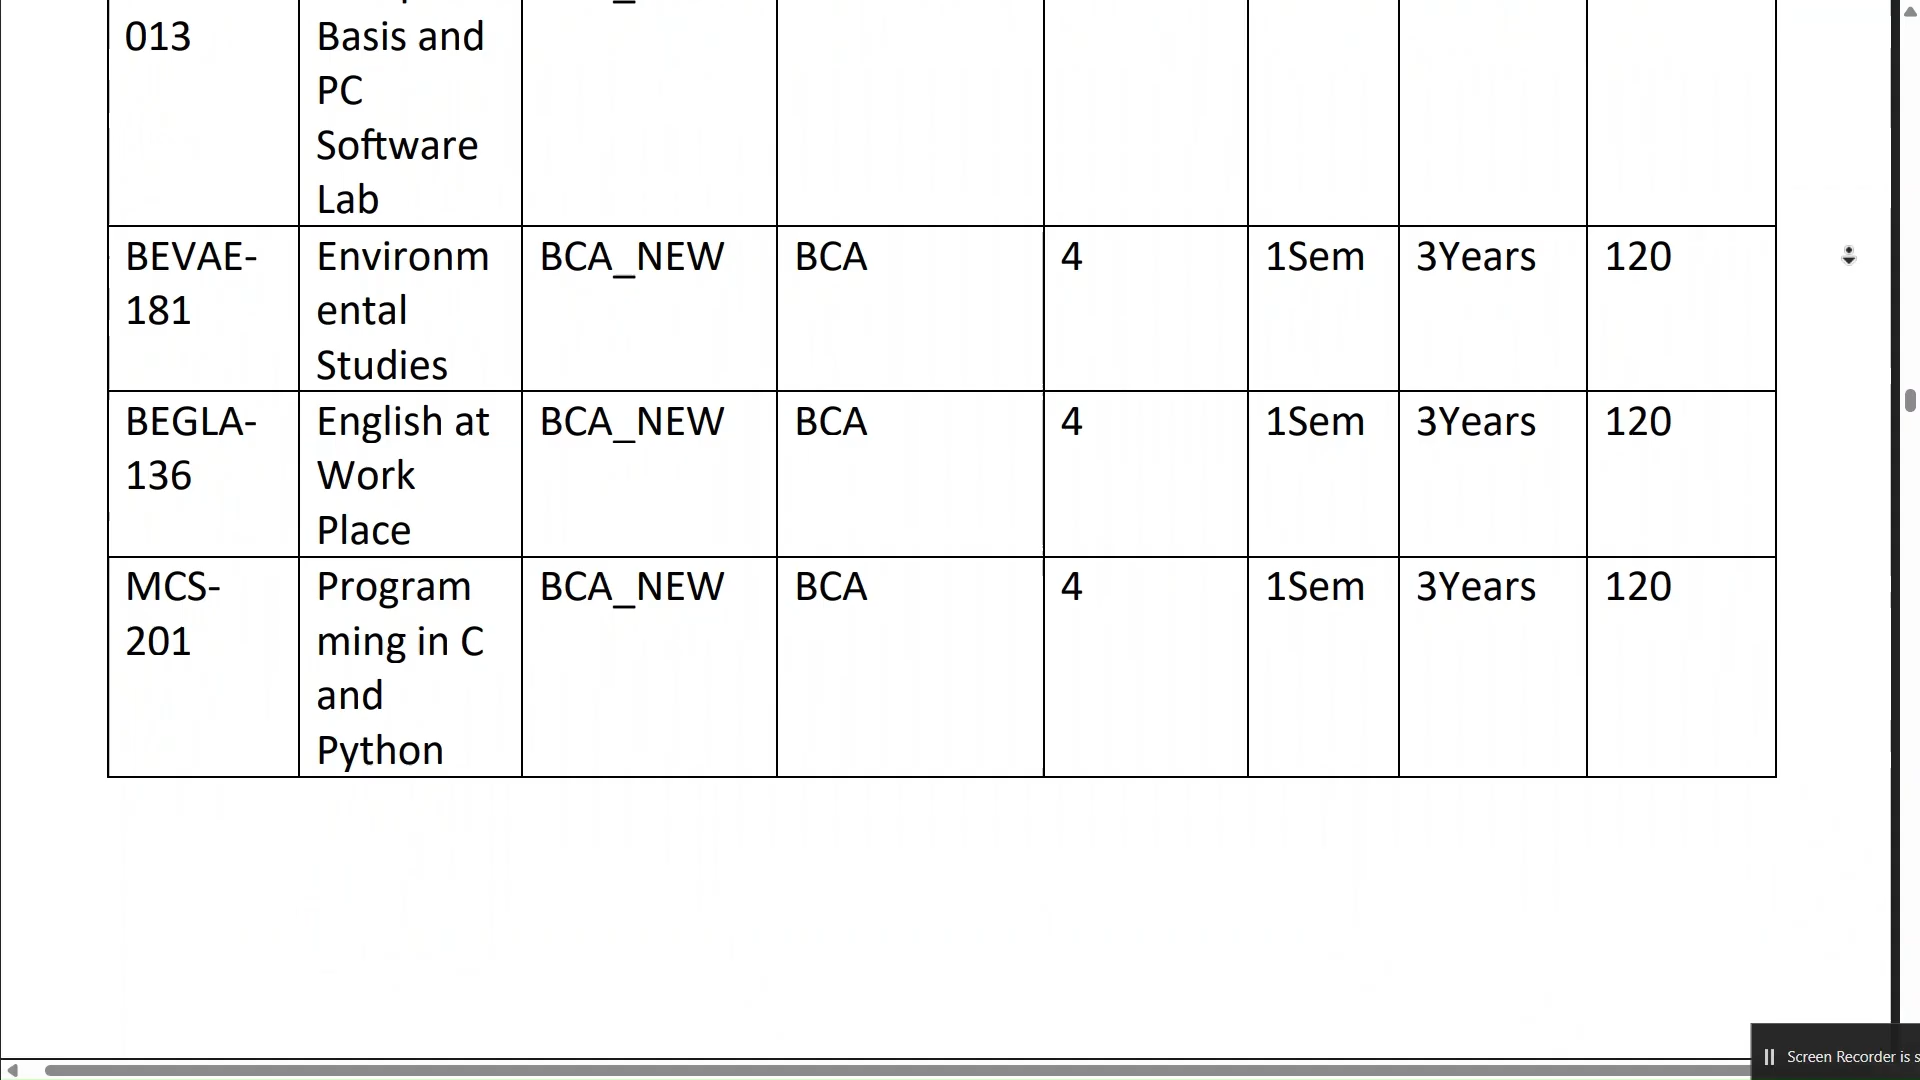 013
Basis and
PC
Software
Lab
BEVAE- Environm BCA_NEW BCA 4 1Sem 3Years 120
181 ental
Studies
BEGLA- English at BCA_NEW BCA 4 1Sem 3Years 120
136 Work
Place
MCS- Program BCA_NEW BCA 4 1Sem 3Years 120
201 ming in C
and
Python
Screen Recorder is